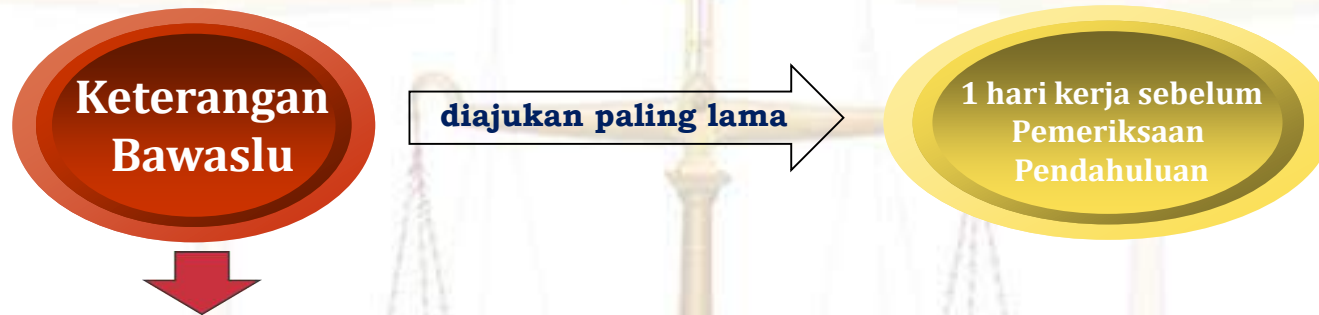 Keterangan
Bawaslu
diajukan paling lama
1 hari kerja sebelum
Pemeriksaan
Pendahuluan